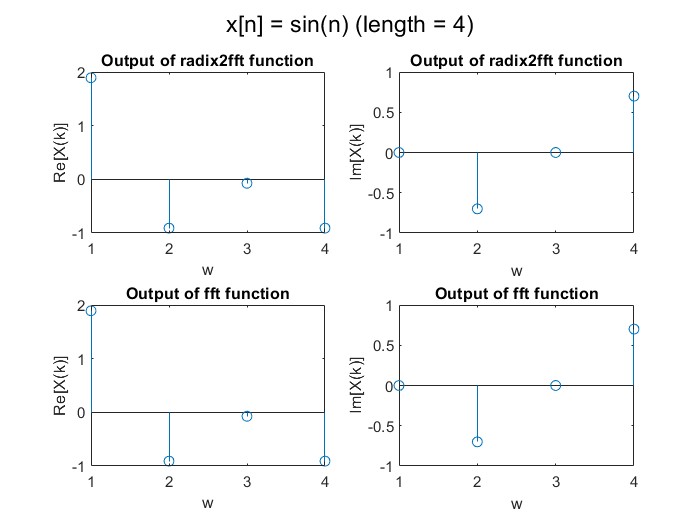 x[n] = sin(n) (length = 4)
Output of radix2fft function
Re[X(k)]
2
1
0
-1
1 2 3 4
w
Output of radix2fft function
Im[X(k)]
1
0.5
0
-0.5
-1
1 2 3 4
w
Output of fft function
Re[X(k)]
2
1
0
-1
1 2 3 4
w
Output of fft function
Im[X(k)]
1
0.5
0
-0.5
-1
1 2 3 4
w